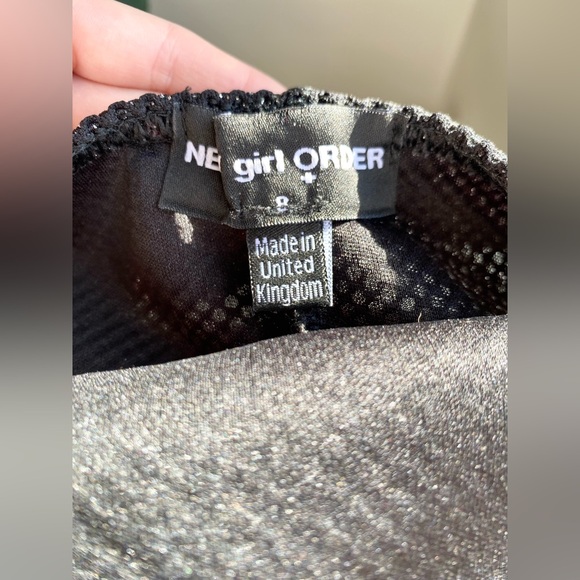 NE girl ORDER
8
Made in
United
Kingdom